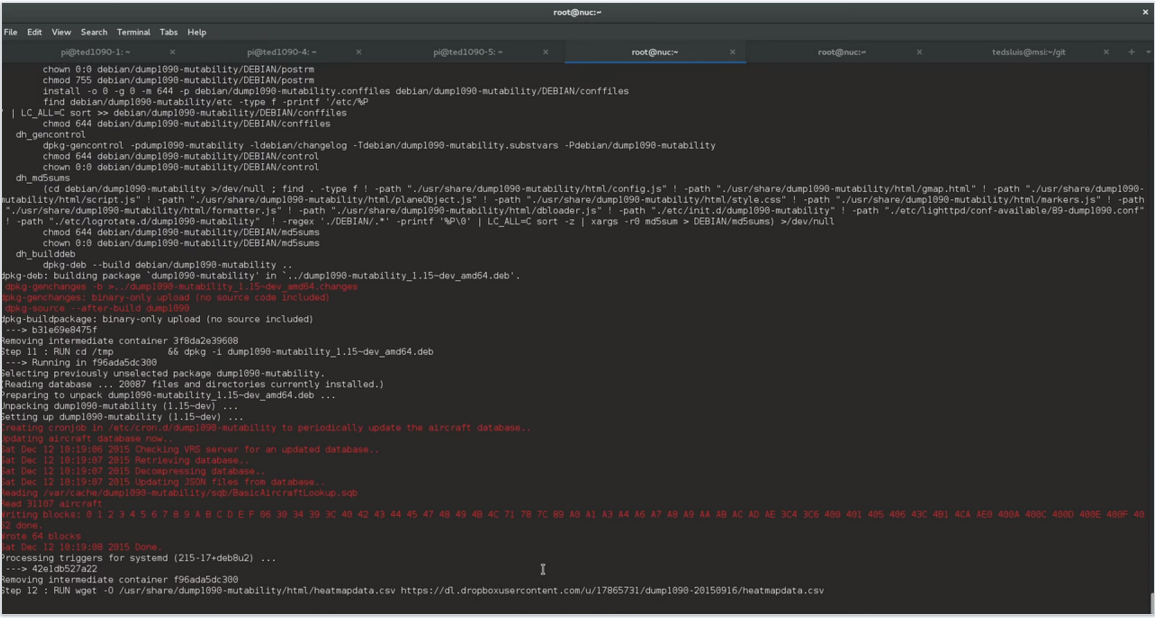 root@nuc:~
File Edit View Search Terminal Tabs Help
pi@ted1090-1: ~ × pi@ted1090-4: ~ × pi@ted1090-5: ~ × root@nuc:~ × root@nuc:~ × tedsluis@msi:~/git ×
chown 0:0 debian/dump1090-mutability/DEBIAN/postrm
chmod 755 debian/dump1090-mutability/DEBIAN/postrm
install -o 0 -g 0 -m 644 -p debian/dump1090-mutability.conffiles debian/dump1090-mutability/DEBIAN/conffiles
find debian/dump1090-mutability/etc -type f -printf '/etc/%P
' | LC_ALL=C sort >> debian/dump1090-mutability/DEBIAN/conffiles
chmod 644 debian/dump1090-mutability/DEBIAN/conffiles
dh_gencontrol
dpkg-gencontrol -pdump1090-mutability -ldebian/changelog -Tdebian/dump1090-mutability.substvars -Pdebian/dump1090-mutability
chmod 644 debian/dump1090-mutability/DEBIAN/control
chown 0:0 debian/dump1090-mutability/DEBIAN/control
dh_md5sums
(cd debian/dump1090-mutability >/dev/null ; find . -type f ! -path "./usr/share/dump1090-mutability/html/config.js" ! -path "./usr/share/dump1090-mutability/html/gmap.html" ! -path "./usr/share/dump1090-
mutability/html/script.js" ! -path "./usr/share/dump1090-mutability/html/planeObject.js" ! -path "./usr/share/dump1090-mutability/html/style.css" ! -path "./usr/share/dump1090-mutability/html/markers.js" ! -path
"./usr/share/dump1090-mutability/html/formatter.js" ! -path "./usr/share/dump1090-mutability/html/dbloader.js" ! -path "./etc/init.d/dump1090-mutability" ! -path "./etc/lighttpd/conf-available/89-dump1090.conf"
! -path "./etc/logrotate.d/dump1090-mutability" ! -regex './DEBIAN/.*' -printf '%P\0' | LC_ALL=C sort -z | xargs -r0 md5sum > DEBIAN/md5sums) >/dev/null
chmod 644 debian/dump1090-mutability/DEBIAN/md5sums
chown 0:0 debian/dump1090-mutability/DEBIAN/md5sums
dh_builddeb
dpkg-deb --build debian/dump1090-mutability ..
dpkg-deb: building package `dump1090-mutability' in `../dump1090-mutability_1.15~dev_amd64.deb'.
dpkg-genchanges -b >../dump1090-mutability_1.15~dev_amd64.changes
dpkg-genchanges: binary-only upload (no source code included)
dpkg-source --after-build dump1090
dpkg-buildpackage: binary-only upload (no source included)
---> b31e69e8475f
Removing intermediate container 3f8da2e39608
Step 11 : RUN cd /tmp && dpkg -i dump1090-mutability_1.15~dev_amd64.deb
---> Running in f96ada5dc300
Selecting previously unselected package dump1090-mutability.
(Reading database ... 20087 files and directories currently installed.)
Preparing to unpack dump1090-mutability_1.15~dev_amd64.deb ...
Unpacking dump1090-mutability (1.15~dev) ...
Setting up dump1090-mutability (1.15~dev) ...
Creating cronjob in /etc/cron.d/dump1090-mutability to periodically update the aircraft database..
Updating aircraft database now..
Sat Dec 12 10:19:06 2015 Checking VRS server for an updated database..
Sat Dec 12 10:19:07 2015 Retrieving database..
Sat Dec 12 10:19:07 2015 Decompressing database..
Sat Dec 12 10:19:07 2015 Updating JSON files from database..
Reading /var/cache/dump1090-mutability/sqb/BasicAircraftLookup.sqb
Read 31107 aircraft
Writing blocks: 0 1 2 3 4 5 6 7 8 9 A B C D E F 06 30 34 39 3C 40 42 43 44 45 47 48 49 4B 4C 71 78 7C 89 A0 A1 A3 A4 A6 A7 A8 A9 AA AB AC AD AE 3C4 3C6 400 401 405 406 43C 4B1 4CA AE0 400A 400C 400D 400E 400F 40
62 done.
Wrote 64 blocks
Sat Dec 12 10:19:08 2015 Done.
Processing triggers for systemd (215-17+deb8u2) ...
---> 42e1db527a22
Removing intermediate container f96ada5dc300
Step 12 : RUN wget -O /usr/share/dump1090-mutability/html/heatmapdata.csv https://dl.dropboxusercontent.com/u/17865731/dump1090-20150916/heatmapdata.csv